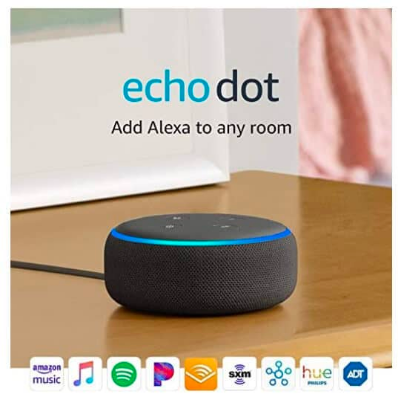 echo dot
Add Alexa to any room
amazon
music
sxm
hue
PHILIPS
ADT